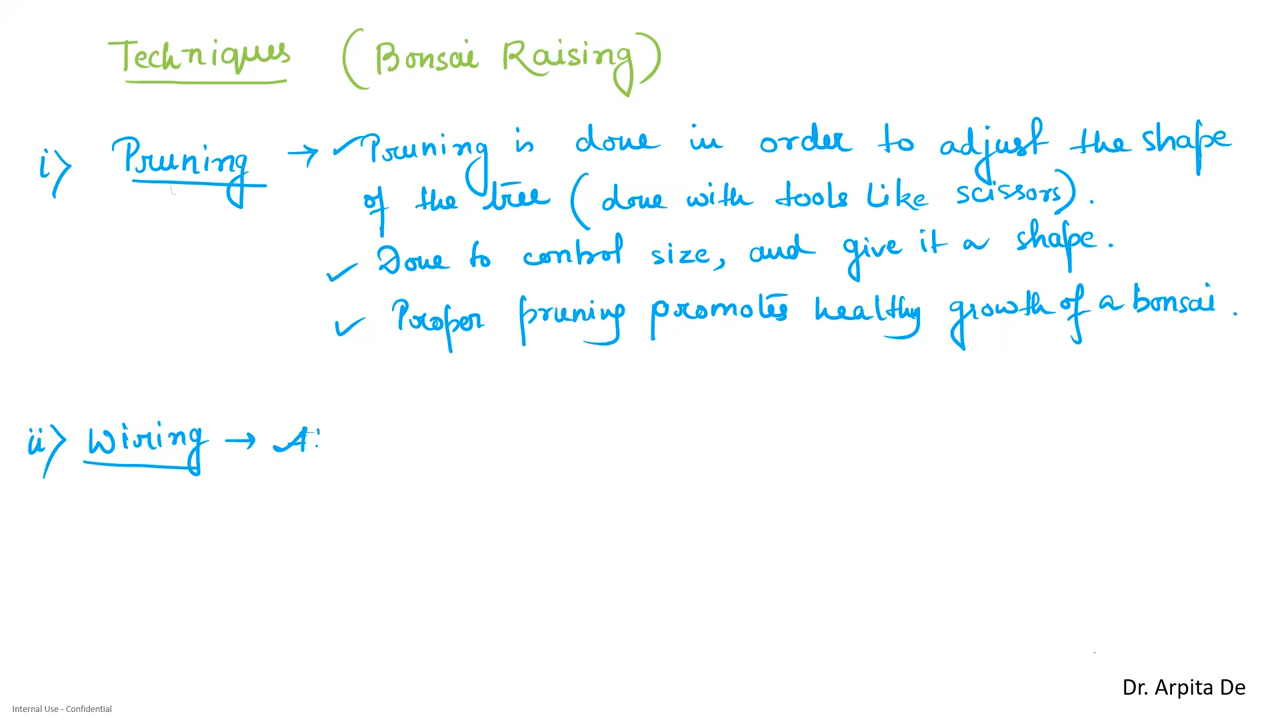 Techniques (Bonsai Raising)
i) Pruning → ✓ Pruning is done in order to adjust the shape
of the tree (done with tools like scissors).
✓ Done to control size, and give it a shape.
✓ Proper pruning promotes healthy growth of a bonsai.
ii) Wiring → A
Dr. Arpita De
Internal Use - Confidential